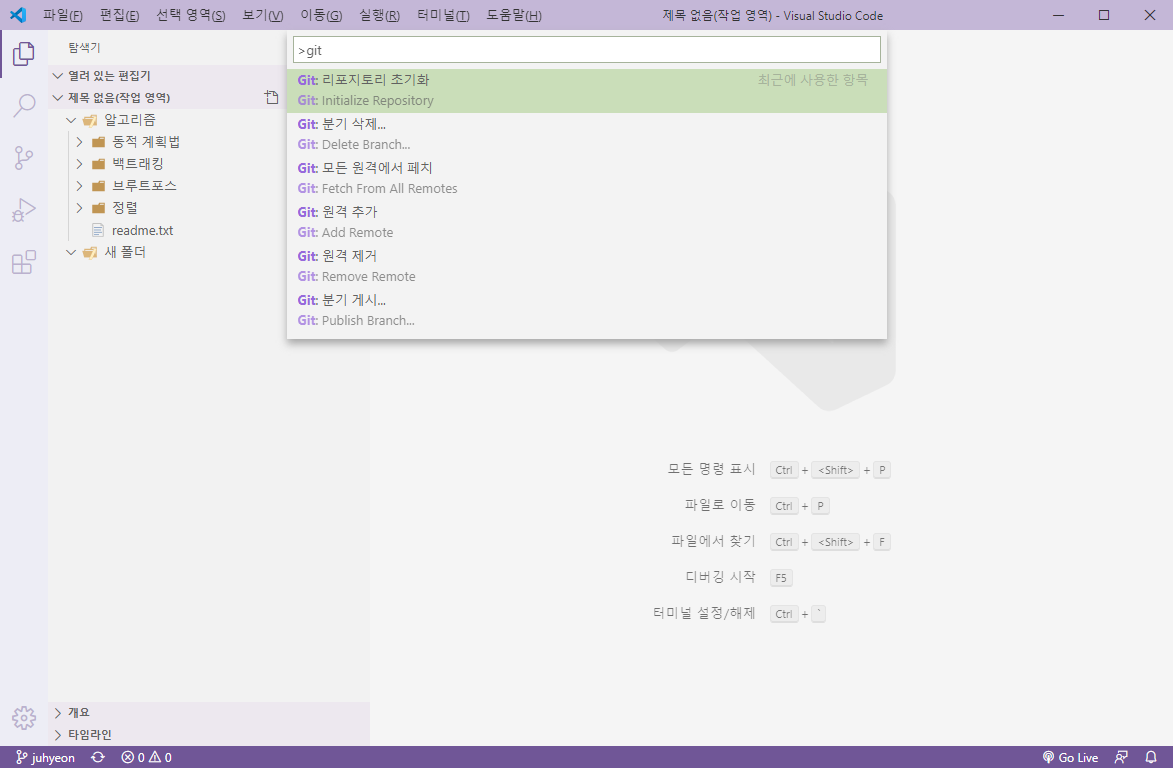 파일(F) 편집(E) 선택 영역(S) 보기(V) 이동(G) 실행(R) 터미널(T) 도움말(H) 제목 없음(작업 영역) - Visual Studio Code
탐색기
열려 있는 편집기
제목 없음(작업 영역)
알고리즘
동적 계획법
백트래킹
브루트포스
정렬
readme.txt
새 폴더
개요
타임라인
>git
Git: 리포지토리 초기화 최근에 사용한 항목
Git: Initialize Repository
Git: 분기 삭제...
Git: Delete Branch...
Git: 모든 원격에서 페치
Git: Fetch From All Remotes
Git: 원격 추가
Git: Add Remote
Git: 원격 제거
Git: Remove Remote
Git: 분기 게시...
Git: Publish Branch...
모든 명령 표시 Ctrl + <Shift> + P
파일로 이동 Ctrl + P
파일에서 찾기 Ctrl + <Shift> + F
디버깅 시작 F5
터미널 설정/해제 Ctrl + `
juhyeon 0 0 Go Live